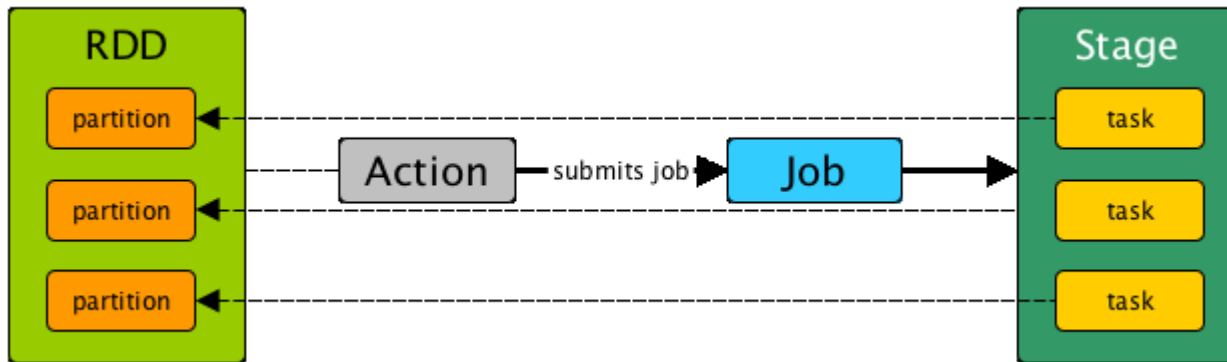 RDD
partition
partition
partition
Action
submits job
Job
Stage
task
task
task